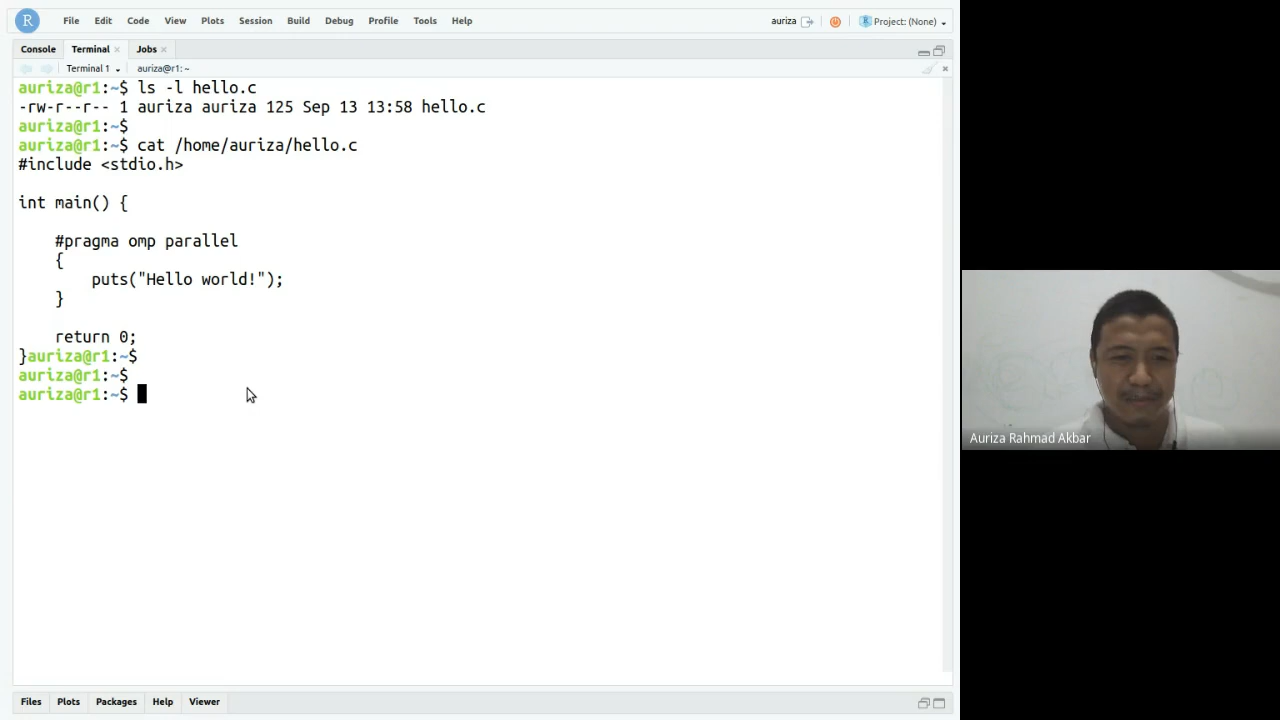 R File Edit Code View Plots Session Build Debug Profile Tools Help auriza R Project: (None)
Console Terminal Jobs
Terminal 1 auriza@r1: ~
auriza@r1:~$ ls -l hello.c
-rw-r--r-- 1 auriza auriza 125 Sep 13 13:58 hello.c
auriza@r1:~$
auriza@r1:~$ cat /home/auriza/hello.c
#include <stdio.h>
int main() {
#pragma omp parallel
{
puts("Hello world!");
}
return 0;
}auriza@r1:~$
auriza@r1:~$
auriza@r1:~$
Auriza Rahmad Akbar
Files Plots Packages Help Viewer